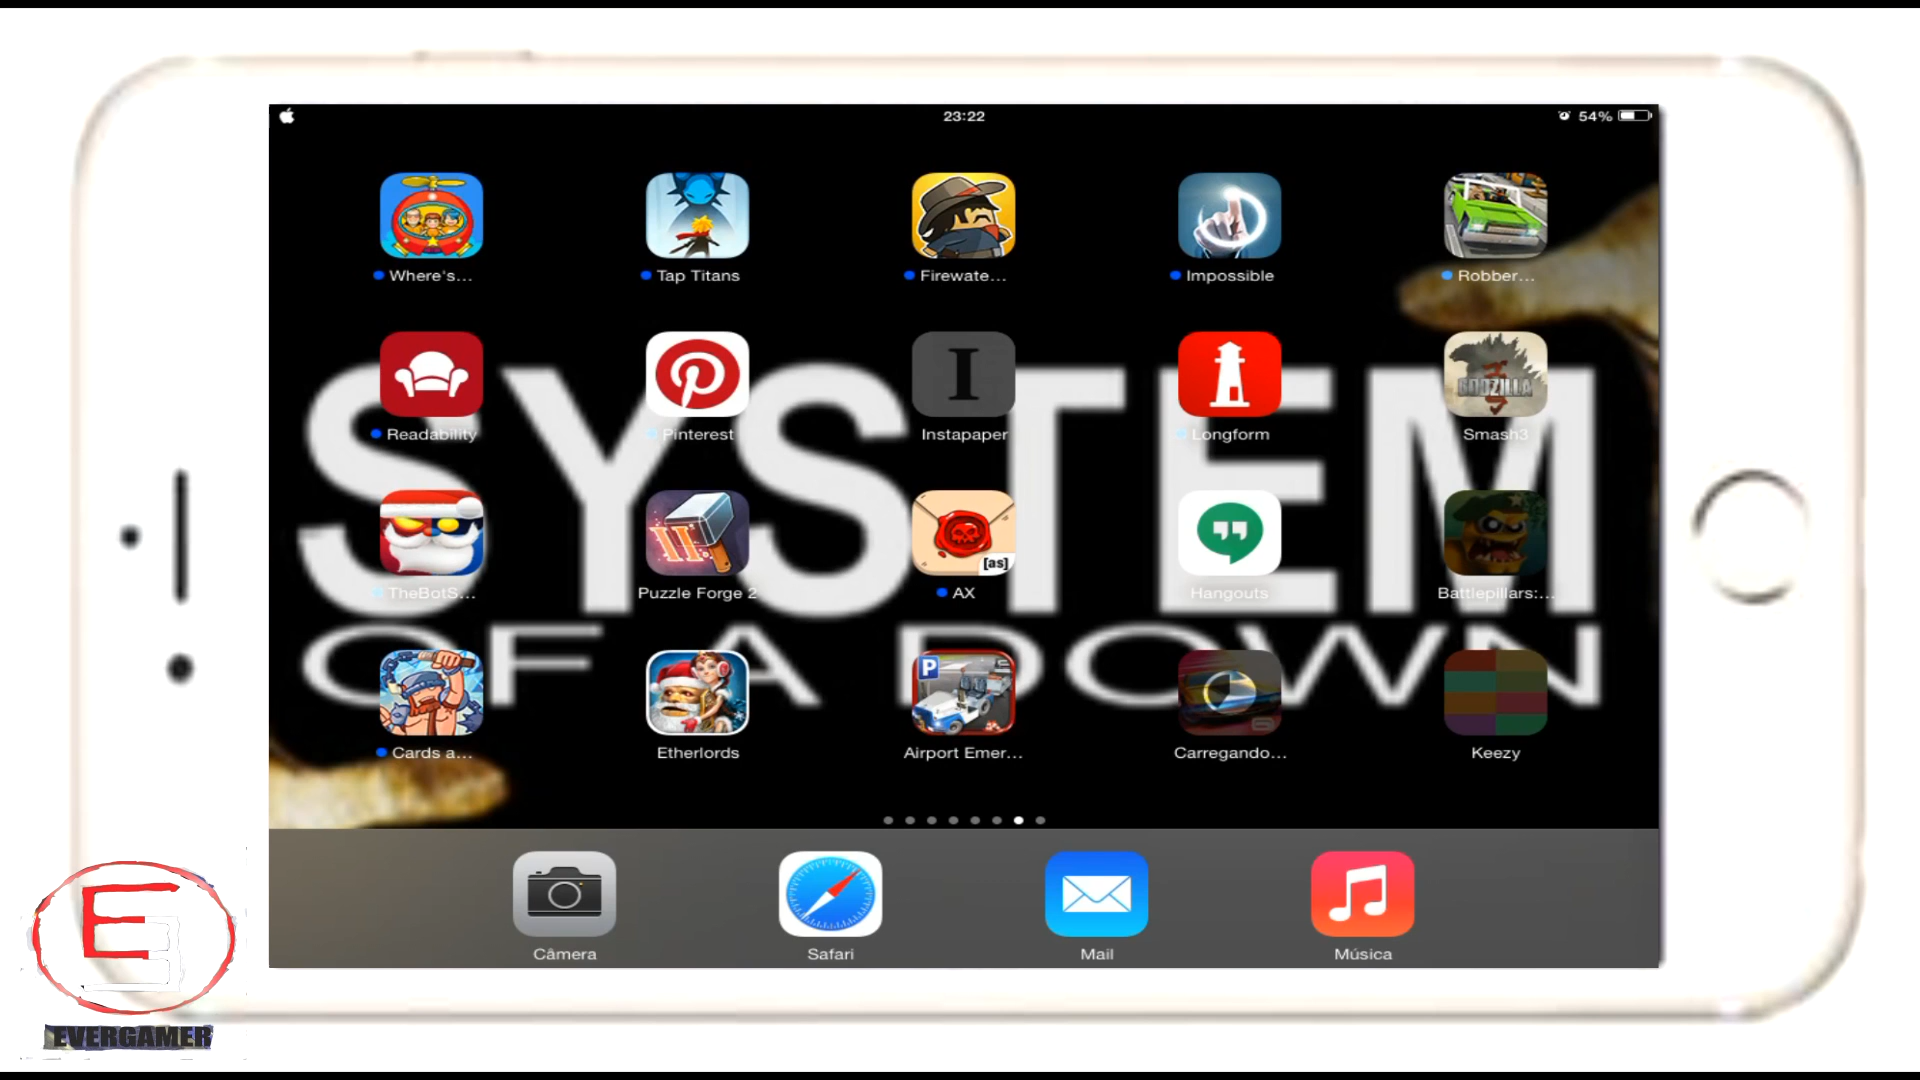 23:22
54%
Where's...
Tap Titans
Firewate...
Impossible
Robber...
Readability
Pinterest
I
Instapaper
Longform
GODZILLA
Smash3
SYSTEM
TheBotS...
II
Puzzle Forge 2
[as]
AX
Hangouts
Battlepillars:...
OF A DOWN
Cards a...
Etherlords
P
Airport Emer...
Carregando...
Keezy
Câmera
Safari
Mail
Música
E
EVERGAMER